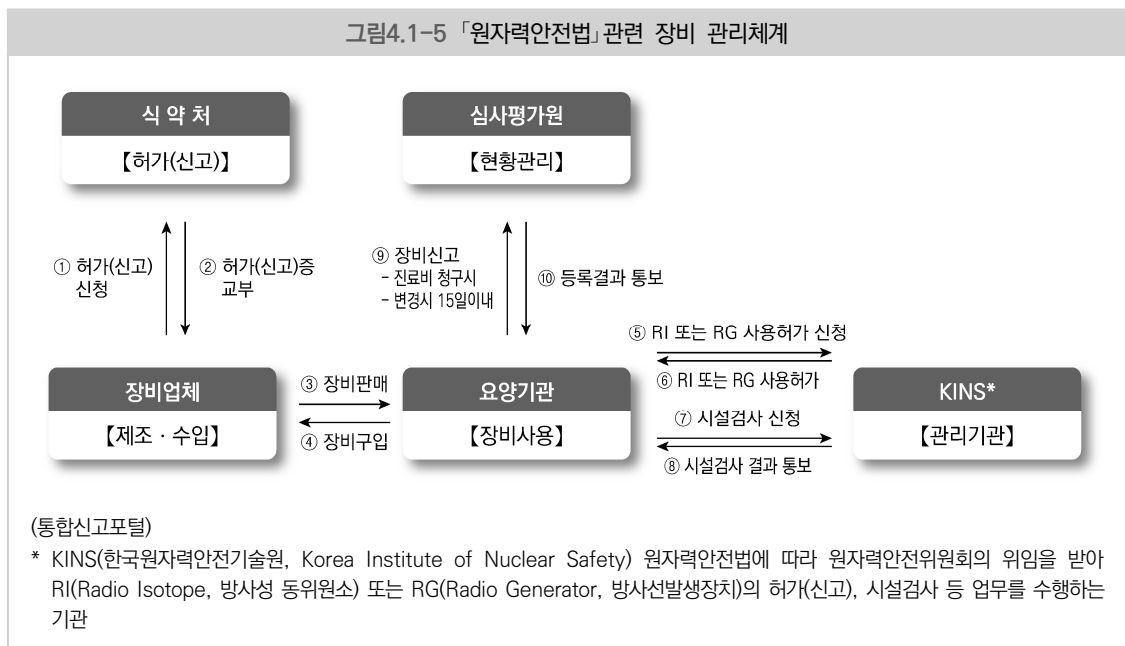 그림4.1-5 「원자력안전법」관련 장비 관리체계
식 약 처
【허가(신고)】
심사평가원
【현황관리】
① 허가(신고)
신청
② 허가(신고)증
교부
⑨ 장비신고
- 진료비 청구시
- 변경시 15일이내
⑩ 등록결과 통보
장비업체
【제조 · 수입】
③ 장비판매
④ 장비구입
요양기관
【장비사용】
⑤ RI 또는 RG 사용허가 신청
⑥ RI 또는 RG 사용허가
⑦ 시설검사 신청
⑧ 시설검사 결과 통보
KINS*
【관리기관】
(통합신고포털)
* KINS(한국원자력안전기술원, Korea Institute of Nuclear Safety) 원자력안전법에 따라 원자력안전위원회의 위임을 받아
RI(Radio Isotope, 방사성 동위원소) 또는 RG(Radio Generator, 방사선발생장치)의 허가(신고), 시설검사 등 업무를 수행하는
기관